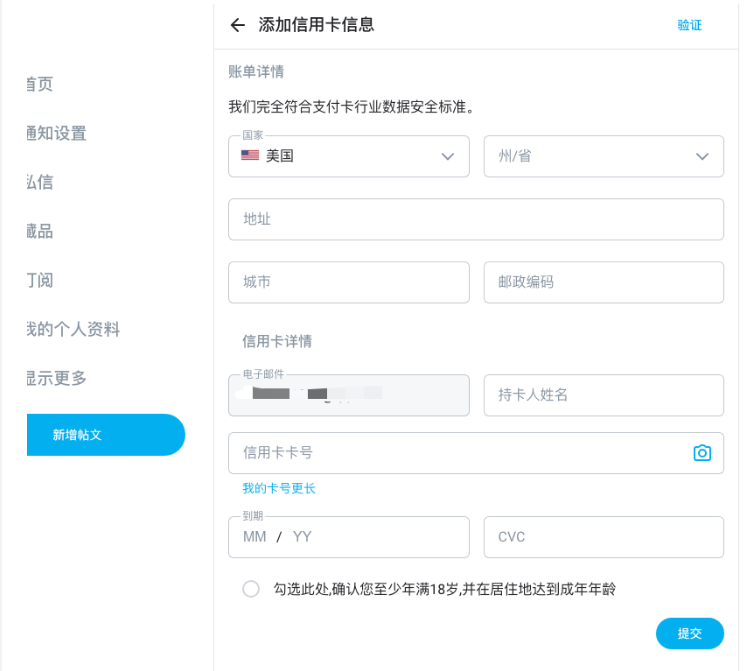 添加信用卡信息
验证
首页
通知设置
私信
藏品
订阅
我的个人资料
显示更多
新增帖文
账单详情
我们完全符合支付卡行业数据安全标准。
国家
美国
州/省
地址
城市
邮政编码
信用卡详情
电子邮件
持卡人姓名
信用卡卡号
我的卡号更长
到期
MM / YY
CVC
勾选此处,确认您至少年满18岁,并在居住地达到成年年龄
提交